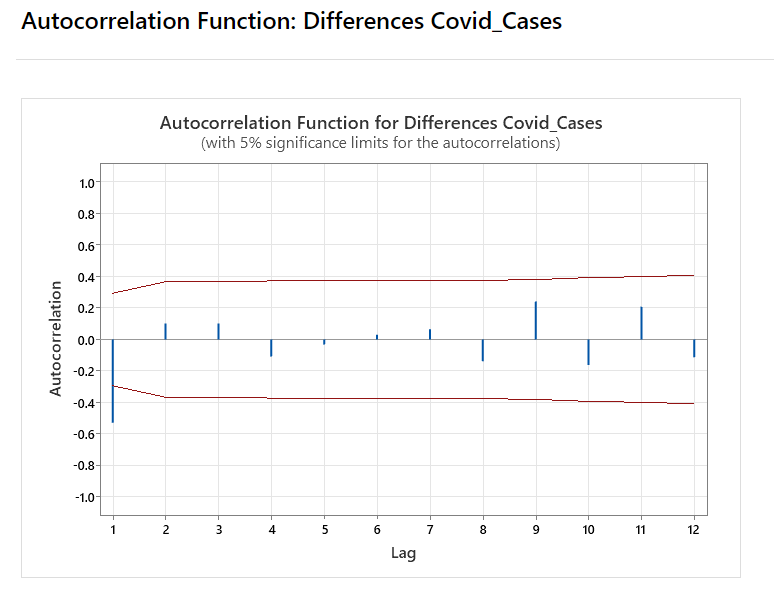 Autocorrelation Function: Differences Covid_Cases
Autocorrelation Function for Differences Covid_Cases
(with 5% significance limits for the autocorrelations)
1.0
0.8
0.6
0.4
0.2
0.0
-0.2
-0.4
-0.6
-0.8
-1.0
Autocorrelation
1 2 3 4 5 6 7 8 9 10 11 12
Lag